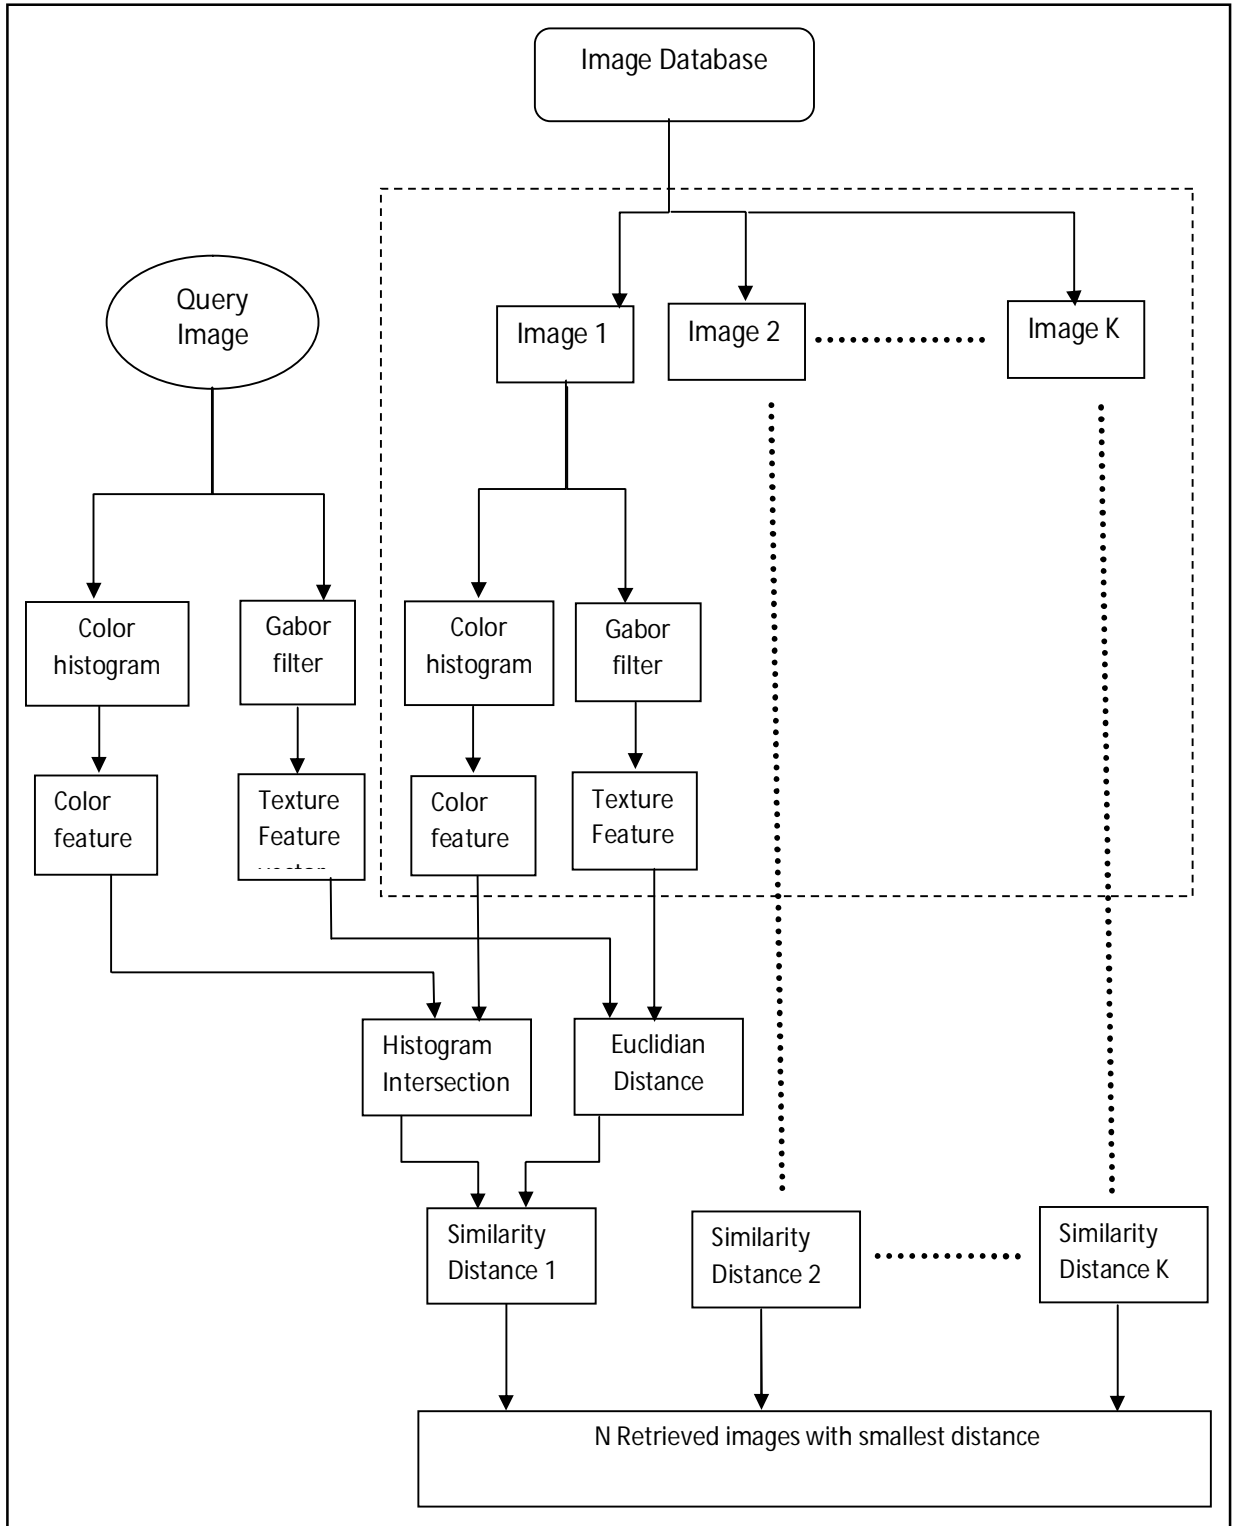 Image Database
Query
Image
Image 1
Image 2
Image K
Color
histogram
Gabor
filter
Color
histogram
Gabor
filter
Color
feature
Texture
Feature
Color
feature
Texture
Feature
Histogram
Intersection
Euclidian
Distance
Similarity
Distance 1
Similarity
Distance 2
Similarity
Distance K
N Retrieved images with smallest distance